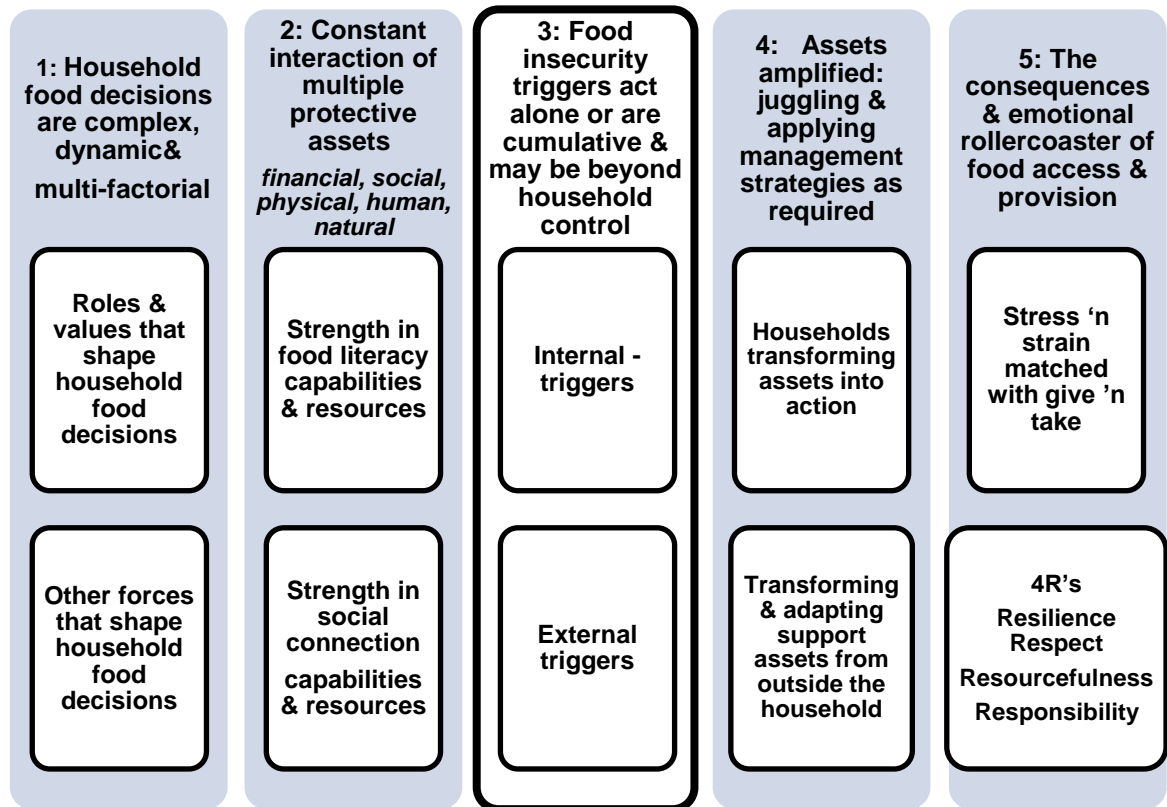 1: Household
food decisions
are complex,
dynamic&
multi-factorial
Roles &
values that
shape
household
food
decisions
Other forces
that shape
household
food
decisions
2: Constant
interaction of
multiple
protective
assets
financial, social,
physical, human,
natural
Strength in
food literacy
capabilities
& resources
Strength in
social
connection
capabilities
& resources
3: Food
insecurity
triggers act
alone or are
cumulative &
may be beyond
household
control
Internal -
triggers
External
triggers
4: Assets
amplified:
juggling &
applying
management
strategies as
required
Households
transforming
assets into
action
Transforming
& adapting
support
assets from
outside the
household
5: The
consequences
& emotional
rollercoaster of
food access &
provision
Stress ‘n
strain
matched
with give ’n
take
4R’s
Resilience
Respect
Resourcefulness
Responsibility